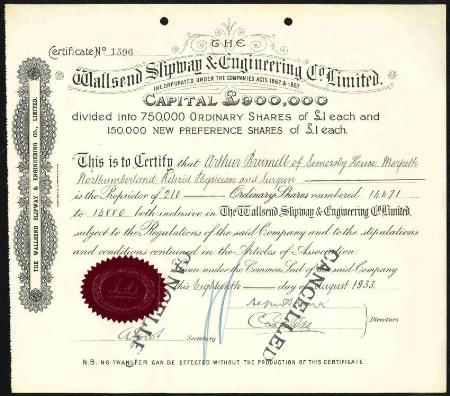 Certificate No 1596
THE
Wallsend Slipway & Engineering Co Limited.
INCORPORATED UNDER THE COMPANIES ACTS 1862 & 1867
CAPITAL £900,000
divided into 750,000 ORDINARY SHARES of £1 each and
150,000 NEW PREFERENCE SHARES of £1 each.
This is to Certify that Arthur Brumell of Somersby House, Morpeth
Northumberland, Retired Physician and Surgeon
is the Proprietor of 210 Ordinary Shares numbered 14671
to 14880 both inclusive in The Wallsend Slipway & Engineering Co Limited,
subject to the Regulations of the said Company and to the stipulations
and conditions contained in the Articles of Association
Given under the Common Seal of the said Company
this Eighteenth day of August 1933.
CANCELLED
CANCELLED
Directors
Secretary
N.B. NO TRANSFER CAN BE EFFECTED WITHOUT THE PRODUCTION OF THIS CERTIFICATE
THE WALLSEND SLIPWAY & ENGINEERING CO., LIMITED.